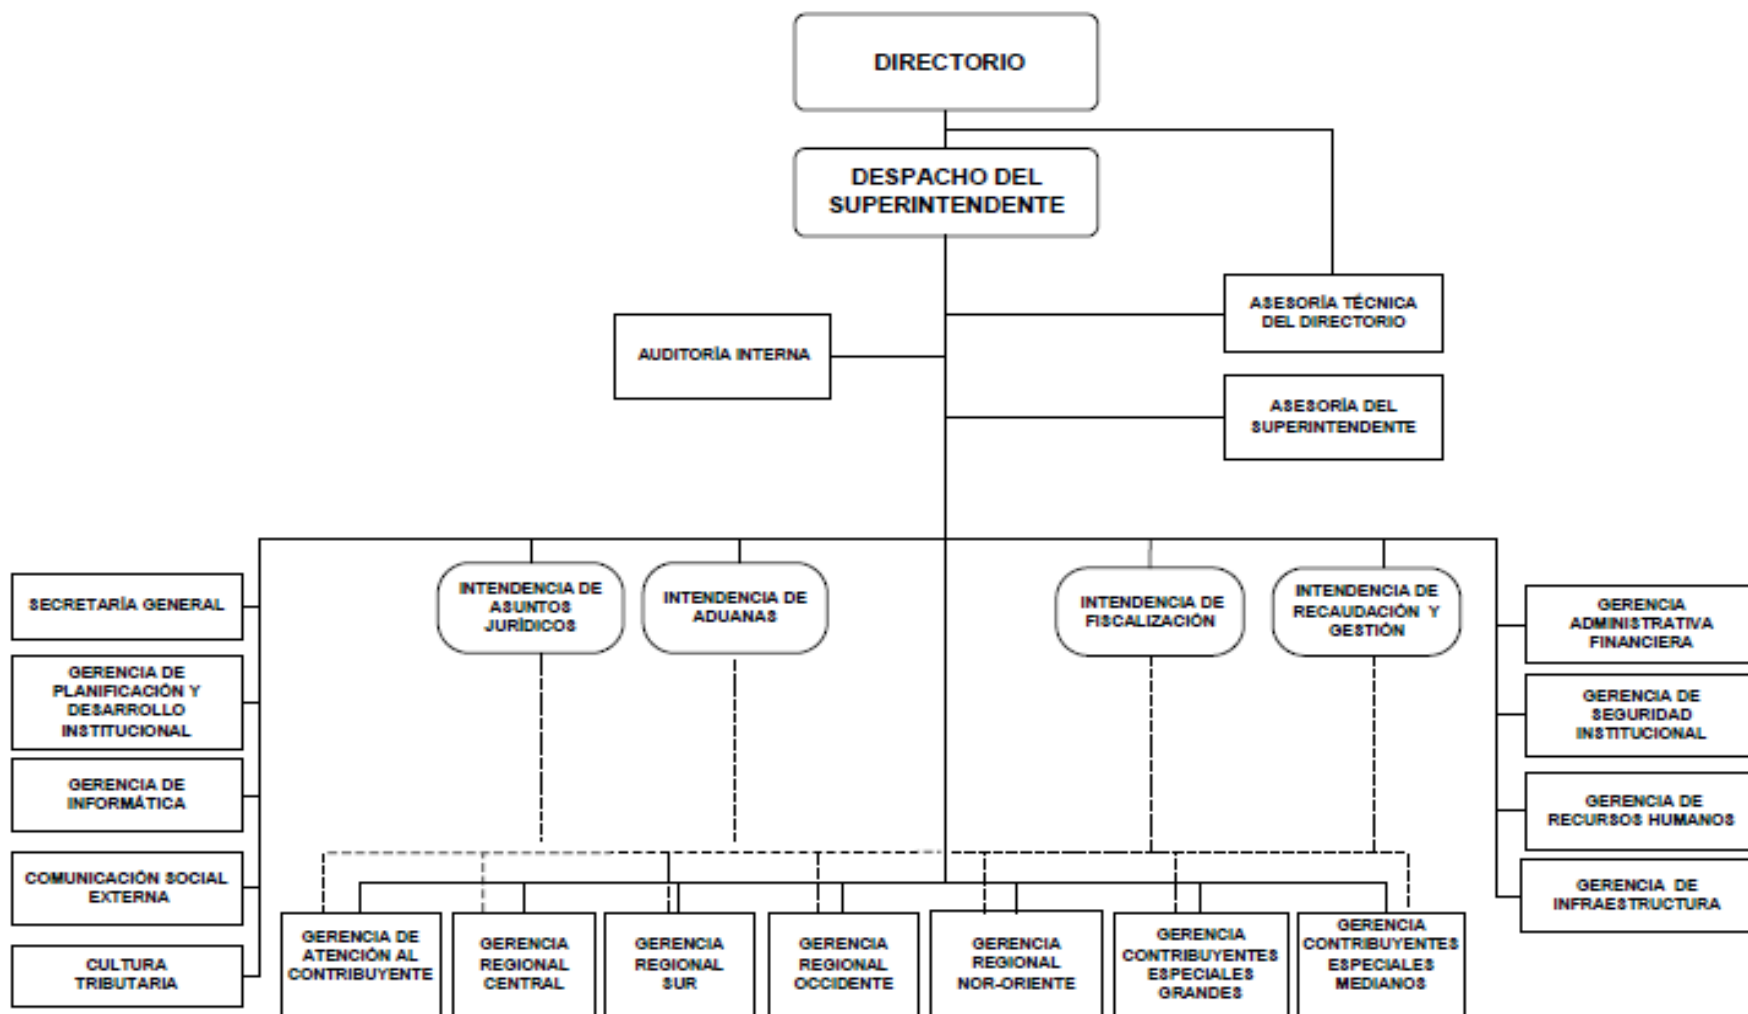 DIRECTORIO
DESPACHO DEL
SUPERINTENDENTE
ASESORÍA TÉCNICA
DEL DIRECTORIO
AUDITORÍA INTERNA
ASESORÍA DEL
SUPERINTENDENTE
SECRETARÍA GENERAL
GERENCIA DE
PLANIFICACIÓN Y
DESARROLLO
INSTITUCIONAL
GERENCIA DE
INFORMÁTICA
COMUNICACIÓN SOCIAL
EXTERNA
CULTURA
TRIBUTARIA
INTENDENCIA DE
ASUNTOS
JURÍDICOS
INTENDENCIA DE
ADUANAS
INTENDENCIA DE
FISCALIZACIÓN
INTENDENCIA DE
RECAUDACIÓN Y
GESTIÓN
GERENCIA
ADMINISTRATIVA
FINANCIERA
GERENCIA DE
SEGURIDAD
INSTITUCIONAL
GERENCIA DE
RECURSOS HUMANOS
GERENCIA DE
INFRAESTRUCTURA
GERENCIA DE
ATENCIÓN AL
CONTRIBUYENTE
GERENCIA
REGIONAL
CENTRAL
GERENCIA
REGIONAL
SUR
GERENCIA
REGIONAL
OCCIDENTE
GERENCIA
REGIONAL
NOR-ORIENTE
GERENCIA
CONTRIBUYENTES
ESPECIALES
GRANDES
GERENCIA
CONTRIBUYENTES
ESPECIALES
MEDIANOS